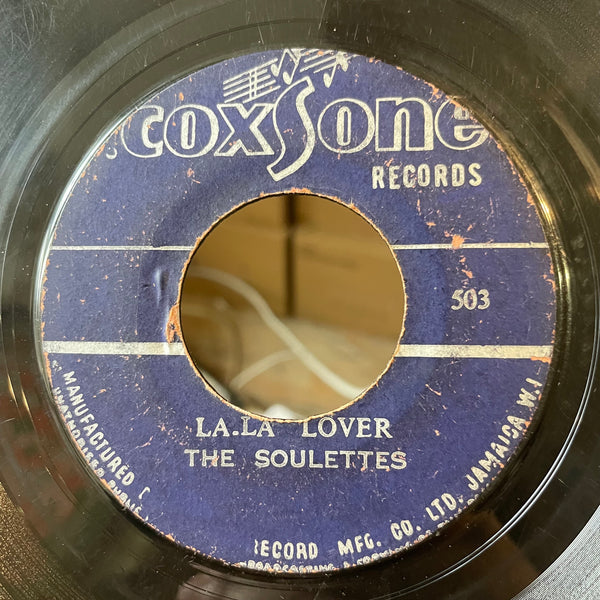 coxsone
RECORDS
503
LA.LA LOVER
THE SOULETTES
MANUFACTURED
RECORD MFG. CO. LTD. JAMAICA W.I